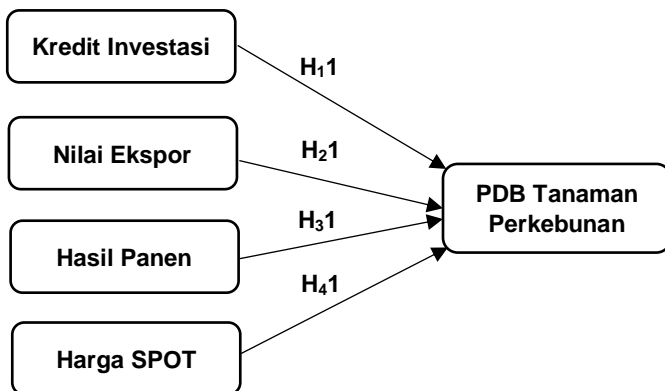 Kredit Investasi
H₁1
Nilai Ekspor
H₂1
PDB Tanaman
Perkebunan
H₃1
Hasil Panen
H₄1
Harga SPOT